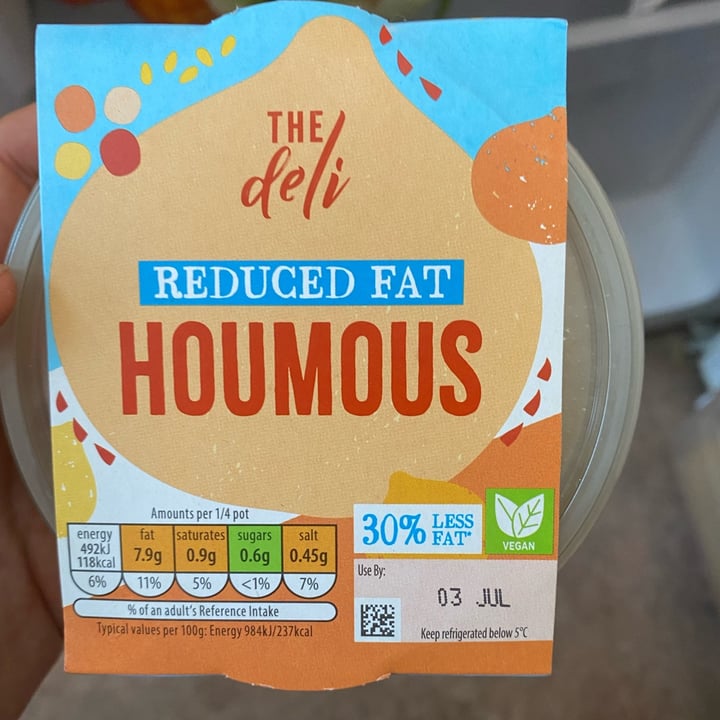 THE
deli
REDUCED FAT
HOUMOUS
Amounts per 1/4 pot
energy fat saturates sugars salt
492kJ
118kcal 7.9g 0.9g 0.6g 0.45g
6% 11% 5% <1% 7%
% of an adult's Reference Intake
Typical values per 100g: Energy 984kJ/237kcal
30% LESS
FAT*
VEGAN
Use By:
03 JUL
Keep refrigerated below 5°C